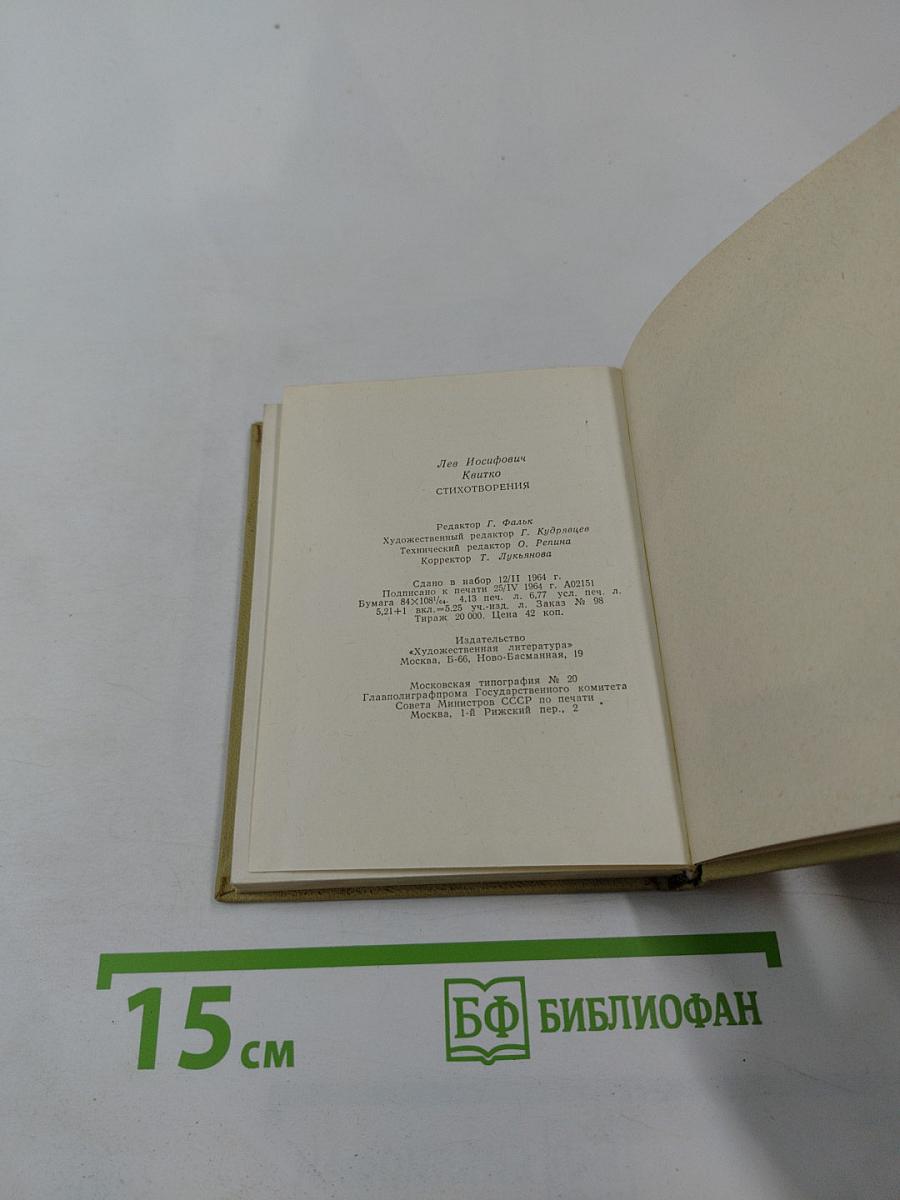 Лев Иосифович
Квитко
СТИХОТВОРЕНИЯ
Редактор Г. Фальк
Художественный редактор Г. Кудрявцев
Технический редактор О. Репина
Корректор Т. Лукьянова
Сдано в набор 12/II 1964 г.
Подписано к печати 25/IV 1964 г. А02151
Бумага 84×108¹/₆₄. 4,13 печ. л. 6,77 усл. печ. л.
5,21+1 вкл.=5.25 уч.-изд. л. Заказ № 98
Тираж 20 000. Цена 42 коп.
Издательство
«Художественная литература»
Москва, Б-66, Ново-Басманная, 19
Московская типография № 20
Главполиграфпрома Государственного комитета
Совета Министров СССР по печати
Москва, 1-й Рижский пер., 2
15 см
БФ БИБЛИОФАН